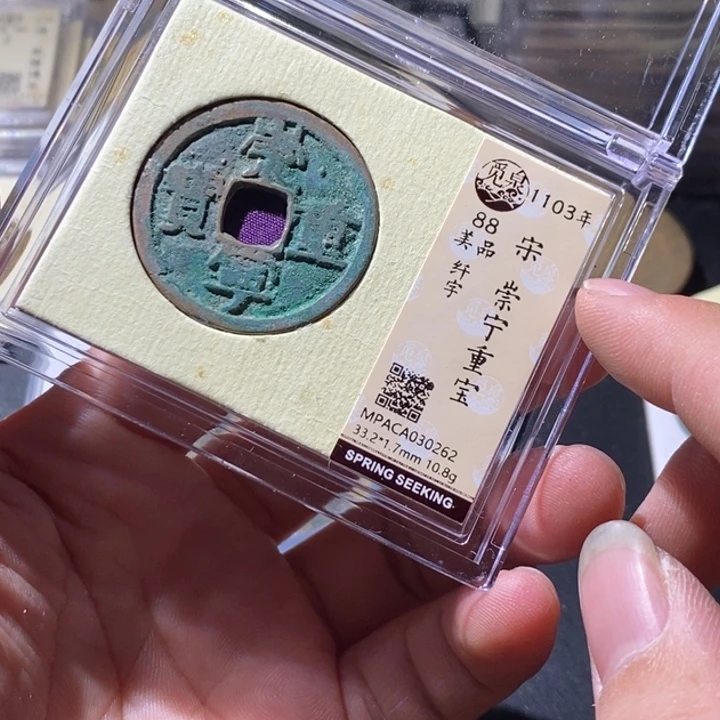 崇寧重寶
覓泉
1103年
宋 崇宁重宝
88
美品
纤字
MPACA030262
33.2*1.7mm 10.8g
SPRING SEEKING